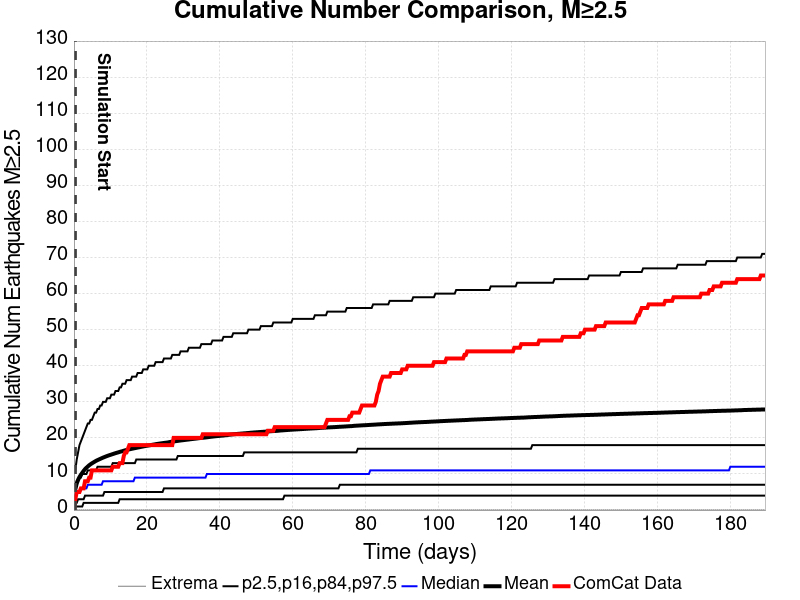 Cumulative Number Comparison, M≥2.5
Cumulative Num Earthquakes M≥2.5
130
120
110
100
90
80
70
60
50
40
30
20
10
0
Simulation Start
0 20 40 60 80 100 120 140 160 180
Time (days)
Extrema p2.5,p16,p84,p97.5 Median Mean ComCat Data